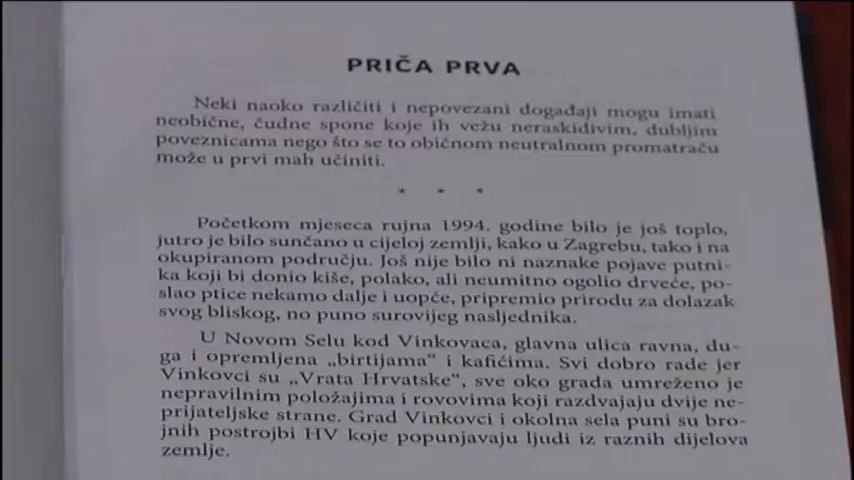 PRIČA PRVA
Neki naoko različiti i nepovezani događaji mogu imati
neobične, čudne spone koje ih vežu neraskidivim, dubljim
poveznicama nego što se to običnom neutralnom promatraču
može u prvi mah učiniti.
* * *
Početkom mjeseca rujna 1994. godine bilo je još toplo,
jutro je bilo sunčano u cijeloj zemlji, kako u Zagrebu, tako i na
okupiranom području. Još nije bilo ni naznake pojave putni-
ka koji bi donio kiše, polako, ali neumitno ogolio drveće, po-
slao ptice nekamo dalje i uopće, pripremio prirodu za dolazak
svog bliskog, no puno surovijeg nasljednika.
U Novom Selu kod Vinkovaca, glavna ulica ravna, du-
ga i opremljena „birtijama“ i kafićima. Svi dobro rade jer
Vinkovci su „Vrata Hrvatske“, sve oko grada umreženo je
nepravilnim položajima i rovovima koji razdvajaju dvije ne-
prijateljske strane. Grad Vinkovci i okolna sela puni su bro-
jnih postrojbi HV koje popunjavaju ljudi iz raznih dijelova
zemlje.